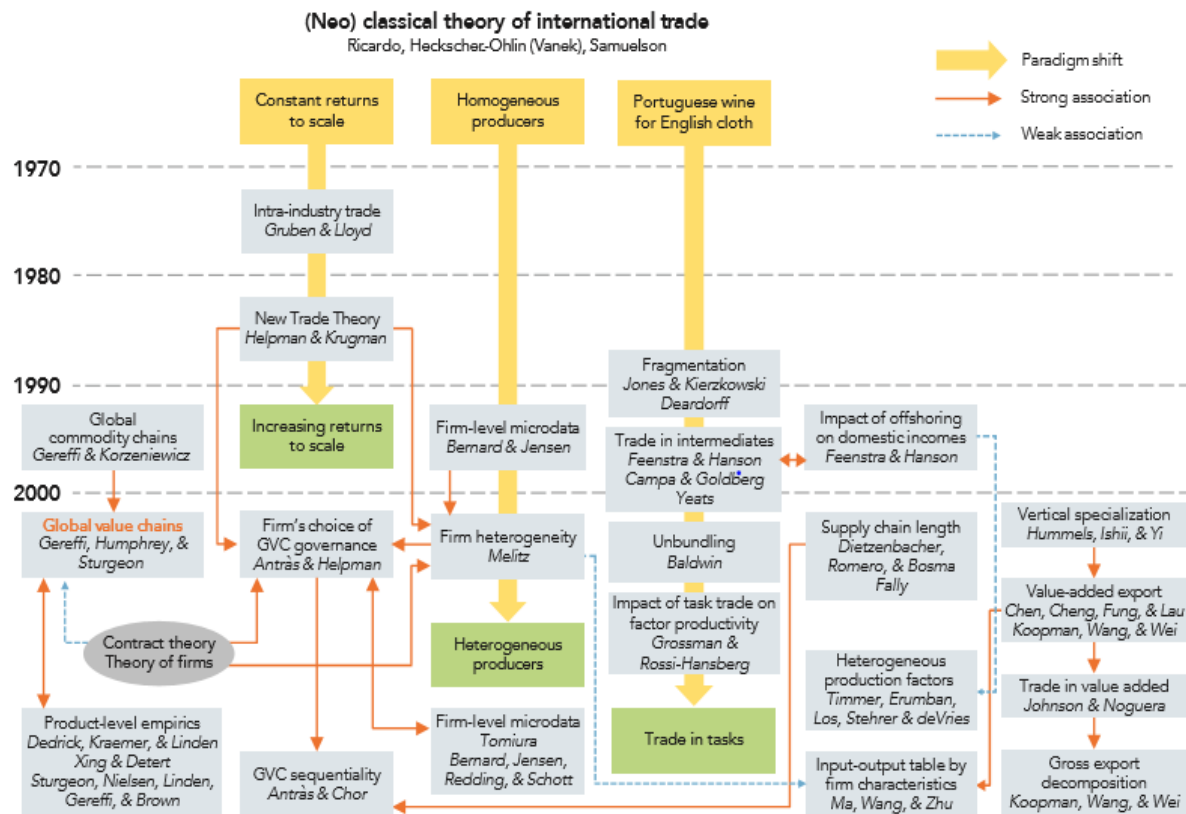 (Neo) classical theory of international trade
Ricardo, Heckscher-Ohlin (Vanek), Samuelson
Paradigm shift
Strong association
Weak association
Constant returns
to scale
Homogeneous
producers
Portuguese wine
for English cloth
1970
Intra-industry trade
Gruben & Lloyd
1980
New Trade Theory
Helpman & Krugman
Fragmentation
Jones & Kierzkowski
Deardorff
1990
Global
commodity chains
Gereffi & Korzeniewicz
Increasing returns
to scale
Firm-level microdata
Bernard & Jensen
Trade in intermediates
Feenstra & Hanson
Campa & Goldberg
Yeats
Impact of offshoring
on domestic incomes
Feenstra & Hanson
2000
Global value chains
Gereffi, Humphrey, &
Sturgeon
Firm's choice of
GVC governance
Antràs & Helpman
Firm heterogeneity
Melitz
Unbundling
Baldwin
Supply chain length
Dietzenbacher,
Romero, & Bosma
Fally
Vertical specialization
Hummels, Ishii, & Yi
Value-added export
Chen, Cheng, Fung, & Lau
Koopman, Wang, & Wei
Contract theory
Theory of firms
Heterogeneous
producers
Impact of task trade on
factor productivity
Grossman &
Rossi-Hansberg
Heterogeneous
production factors
Timmer, Erumban,
Los, Stehrer & deVries
Trade in value added
Johnson & Noguera
Product-level empirics
Dedrick, Kraemer, & Linden
Xing & Detert
Sturgeon, Nielsen, Linden,
Gereffi, & Brown
GVC sequentiality
Antràs & Chor
Firm-level microdata
Tomiura
Bernard, Jensen,
Redding, & Schott
Trade in tasks
Input-output table by
firm characteristics
Ma, Wang, & Zhu
Gross export
decomposition
Koopman, Wang, & Wei